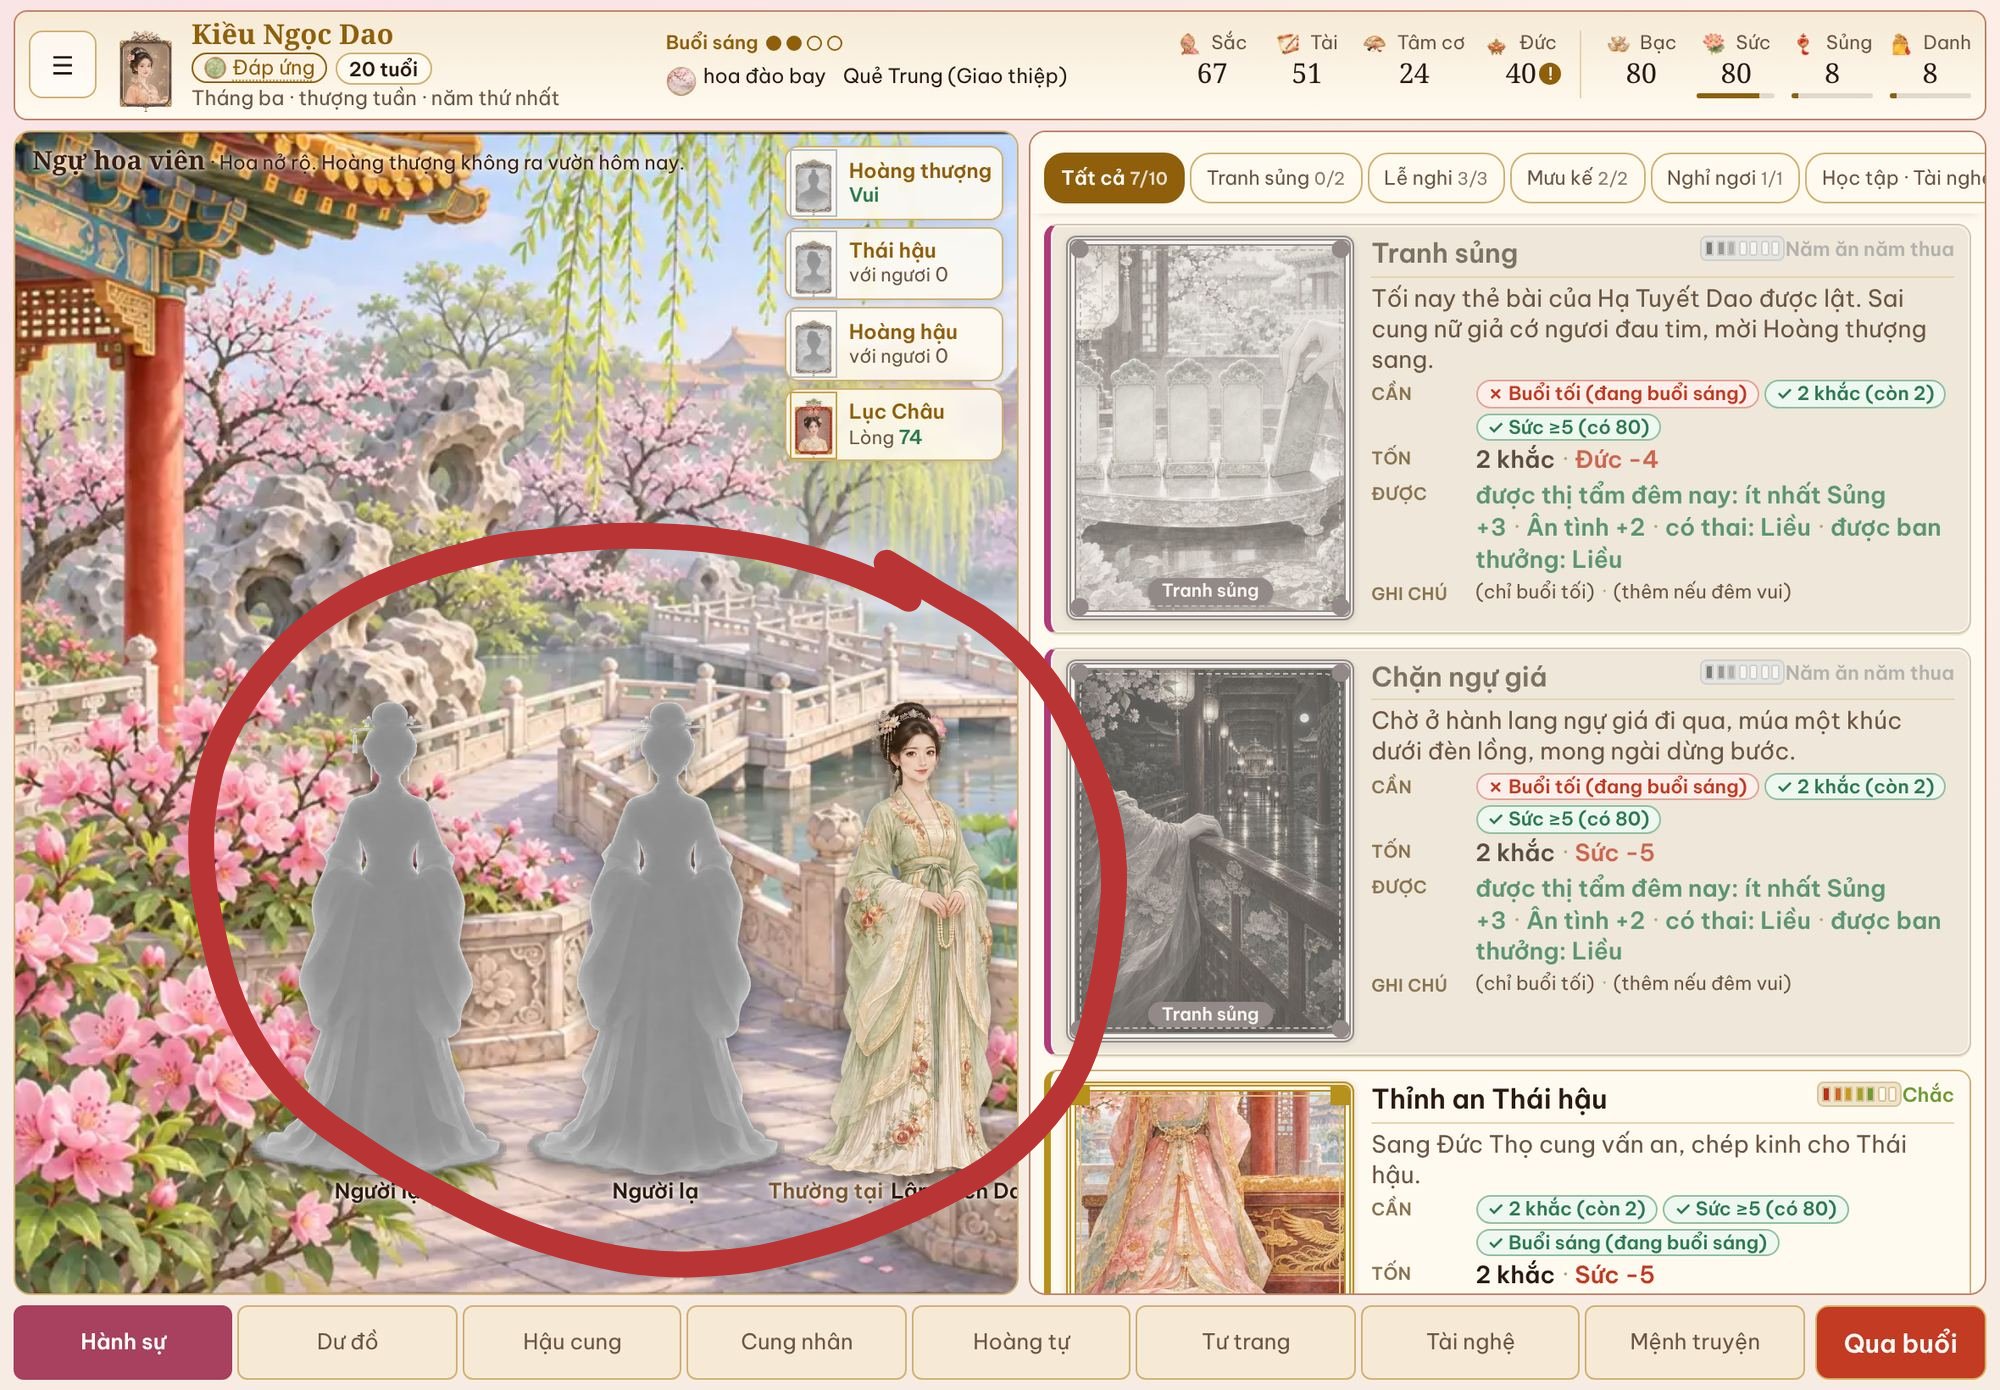 ☰
Kiều Ngọc Dao
Đáp ứng 20 tuổi
Tháng ba · thượng tuần · năm thứ nhất
Buổi sáng
hoa đào bay Quẻ Trung (Giao thiệp)
Sắc Tài Tâm cơ Đức Bạc Sức Sủng Danh
67 51 24 40 ! 80 80 8 8
Ngự hoa viên · Hoa nở rộ. Hoàng thượng không ra vườn hôm nay.
Hoàng thượng
Vui
Thái hậu
với ngươi 0
Hoàng hậu
với ngươi 0
Lục Châu
Lòng 74
Người
Người lạ
Thường tại
Tất cả 7/10 Tranh sủng 0/2 Lễ nghi 3/3 Mưu kế 2/2 Nghỉ ngơi 1/1 Học tập · Tài
Tranh sủng
Tranh sủng Năm ăn năm thua
Tối nay thẻ bài của Hạ Tuyết Dao được lật. Sai
cung nữ giả cớ ngươi đau tim, mời Hoàng thượng
sang.
CẦN × Buổi tối (đang buổi sáng) ✓ 2 khắc (còn 2)
✓ Sức ≥5 (có 80)
TỐN 2 khắc · Đức -4
ĐƯỢC được thị tẩm đêm nay: ít nhất Sủng
+3 · Ân tình +2 · có thai: Liều · được ban
thưởng: Liều
GHI CHÚ (chỉ buổi tối) · (thêm nếu đêm vui)
Tranh sủng
Chặn ngự giá Năm ăn năm thua
Chờ ở hành lang ngự giá đi qua, múa một khúc
dưới đèn lồng, mong ngài dừng bước.
CẦN × Buổi tối (đang buổi sáng) ✓ 2 khắc (còn 2)
✓ Sức ≥5 (có 80)
TỐN 2 khắc · Sức -5
ĐƯỢC được thị tẩm đêm nay: ít nhất Sủng
+3 · Ân tình +2 · có thai: Liều · được ban
thưởng: Liều
GHI CHÚ (chỉ buổi tối) · (thêm nếu đêm vui)
Thỉnh an Thái hậu Chắc
Sang Đức Thọ cung vấn an, chép kinh cho Thái
hậu.
CẦN ✓ 2 khắc (còn 2) ✓ Sức ≥5 (có 80)
✓ Buổi sáng (đang buổi sáng)
TỐN 2 khắc · Sức -5
Hành sự Dư đồ Hậu cung Cung nhân Hoàng tự Tư trang Tài nghệ Mệnh truyện Qua buổi